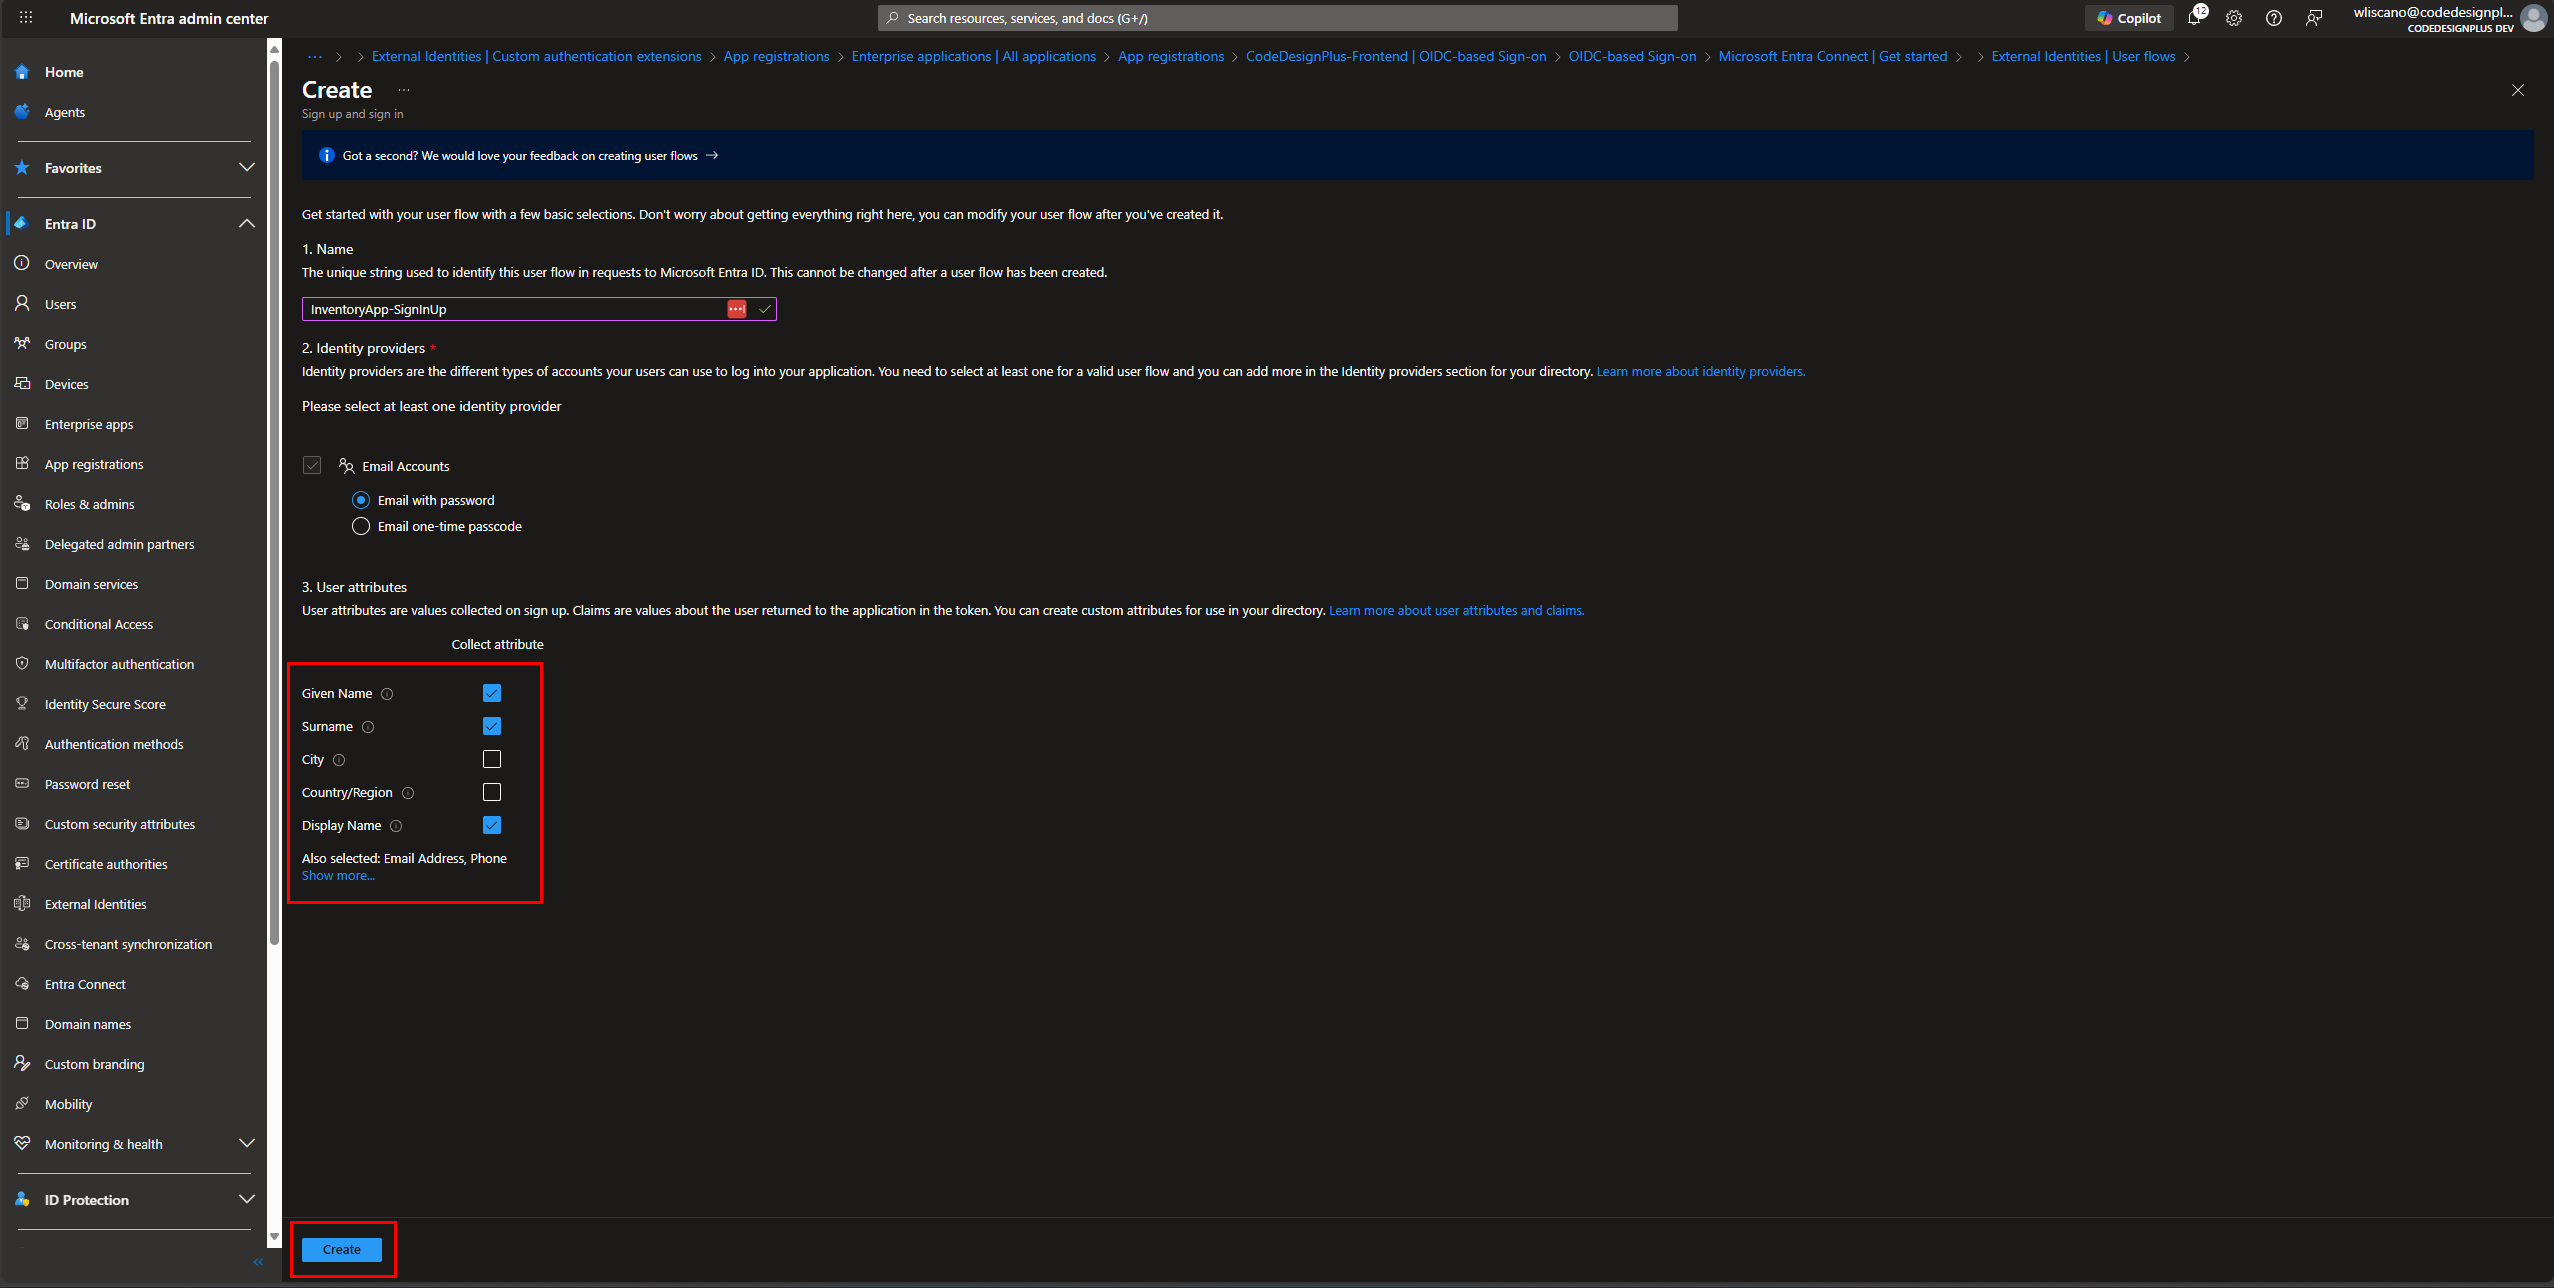 Microsoft Entra admin center
Search resources, services, and docs (G+/)
Copilot
12
wliscano@codedesignpl...
CODEDESIGNPLUS DEV
Home
Agents
Favorites
Entra ID
Overview
Users
Groups
Devices
Enterprise apps
App registrations
Roles & admins
Delegated admin partners
Domain services
Conditional Access
Multifactor authentication
Identity Secure Score
Authentication methods
Password reset
Custom security attributes
Certificate authorities
External Identities
Cross-tenant synchronization
Entra Connect
Domain names
Custom branding
Mobility
Monitoring & health
ID Protection
... > > External Identities | Custom authentication extensions > App registrations > Enterprise applications | All applications > App registrations > CodeDesignPlus-Frontend | OIDC-based Sign-on > OIDC-based Sign-on > Microsoft Entra Connect | Get started > > External Identities | User flows >
Create ...
Sign up and sign in
Got a second? We would love your feedback on creating user flows →
Get started with your user flow with a few basic selections. Don't worry about getting everything right here, you can modify your user flow after you've created it.
1. Name
The unique string used to identify this user flow in requests to Microsoft Entra ID. This cannot be changed after a user flow has been created.
InventoryApp-SignInUp
2. Identity providers *
Identity providers are the different types of accounts your users can use to log into your application. You need to select at least one for a valid user flow and you can add more in the Identity providers section for your directory. Learn more about identity providers.
Please select at least one identity provider
Email Accounts
Email with password
Email one-time passcode
3. User attributes
User attributes are values collected on sign up. Claims are values about the user returned to the application in the token. You can create custom attributes for use in your directory. Learn more about user attributes and claims.
Collect attribute
Given Name
Surname
City
Country/Region
Display Name
Also selected: Email Address, Phone
Show more...
Create